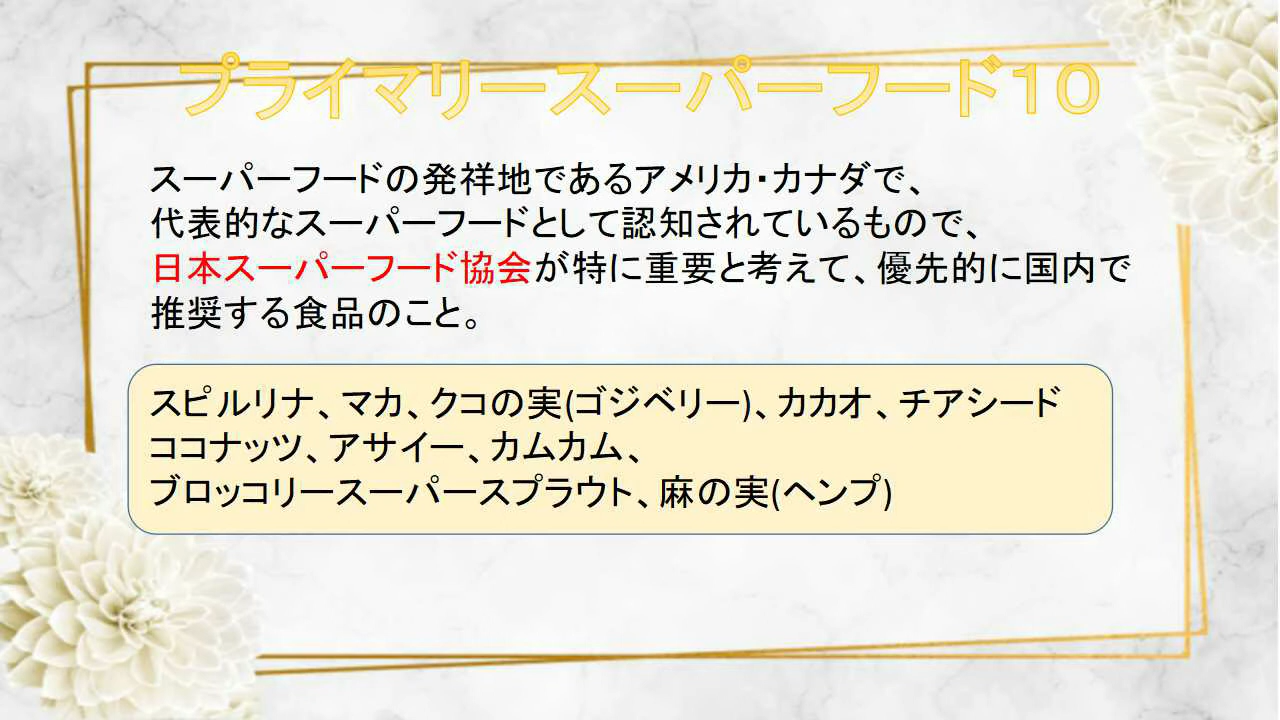 プライマリースーパーフード10
スーパーフードの発祥地であるアメリカ・カナダで、
代表的なスーパーフードとして認知されているもので、
日本スーパーフード協会が特に重要と考えて、優先的に国内で
推奨する食品のこと。
スピルリナ、マカ、クコの実(ゴジベリー)、カカオ、チアシード
ココナッツ、アサイー、カムカム、
ブロッコリースーパースプラウト、麻の実(ヘンプ)